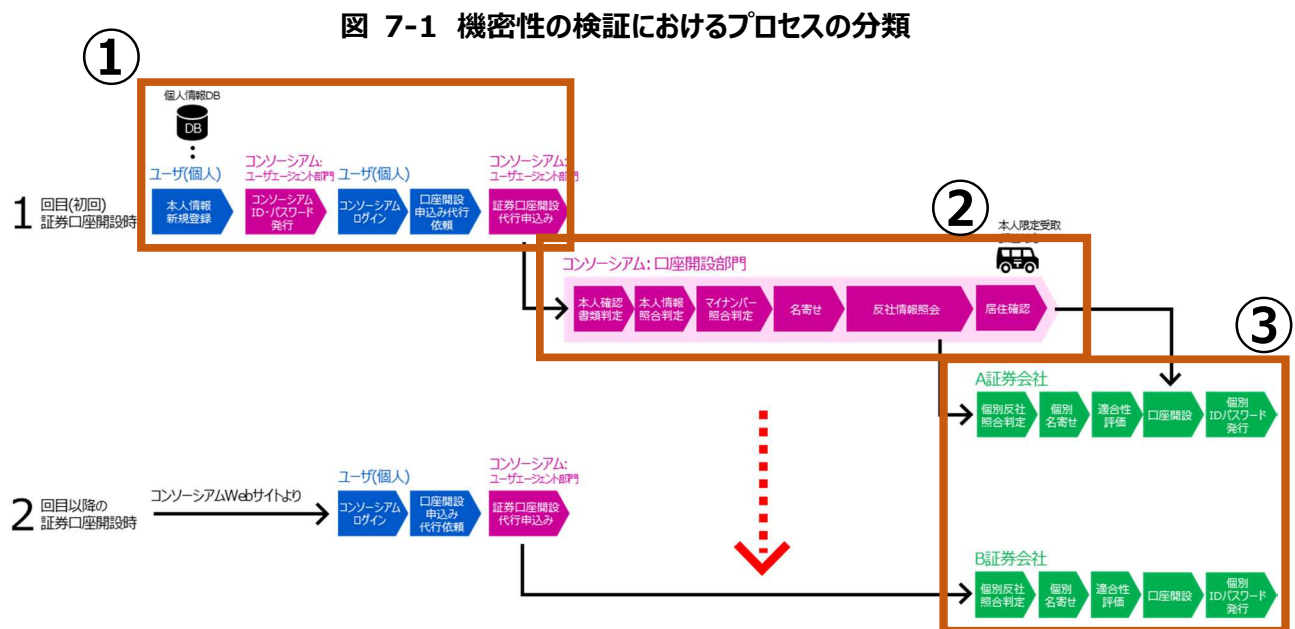 図 7-1 機密性の検証におけるプロセスの分類
①
個人情報DB
DB
ユーザ(個人)
コンソーシアム:
ユーザエージェント部門
ユーザ(個人)
コンソーシアム:
ユーザエージェント部門
1 回目(初回)
証券口座開設時
本人情報
新規登録
コンソーシアム
ID・パスワード
発行
コンソーシアム
ログイン
口座開設
申込み代行
依頼
証券口座開設
代行申込み
②
本人限定受取
コンソーシアム: 口座開設部門
本人確認
書類判定
本人情報
照合判定
マイナンバー
照合判定
名寄せ
反社情報照会
居住確認
③
A証券会社
個別反社
照合判定
個別
名寄せ
適合性
評価
口座開設
個別
IDパスワード
発行
2 回目以降の
証券口座開設時
コンソーシアムWebサイトより
ユーザ(個人)
コンソーシアム
ログイン
口座開設
申込み
代行依頼
コンソーシアム:
ユーザエージェント部門
証券口座開設
代行申込み
B証券会社
個別反社
照合判定
個別
名寄せ
適合性
評価
口座開設
個別
IDパスワード
発行